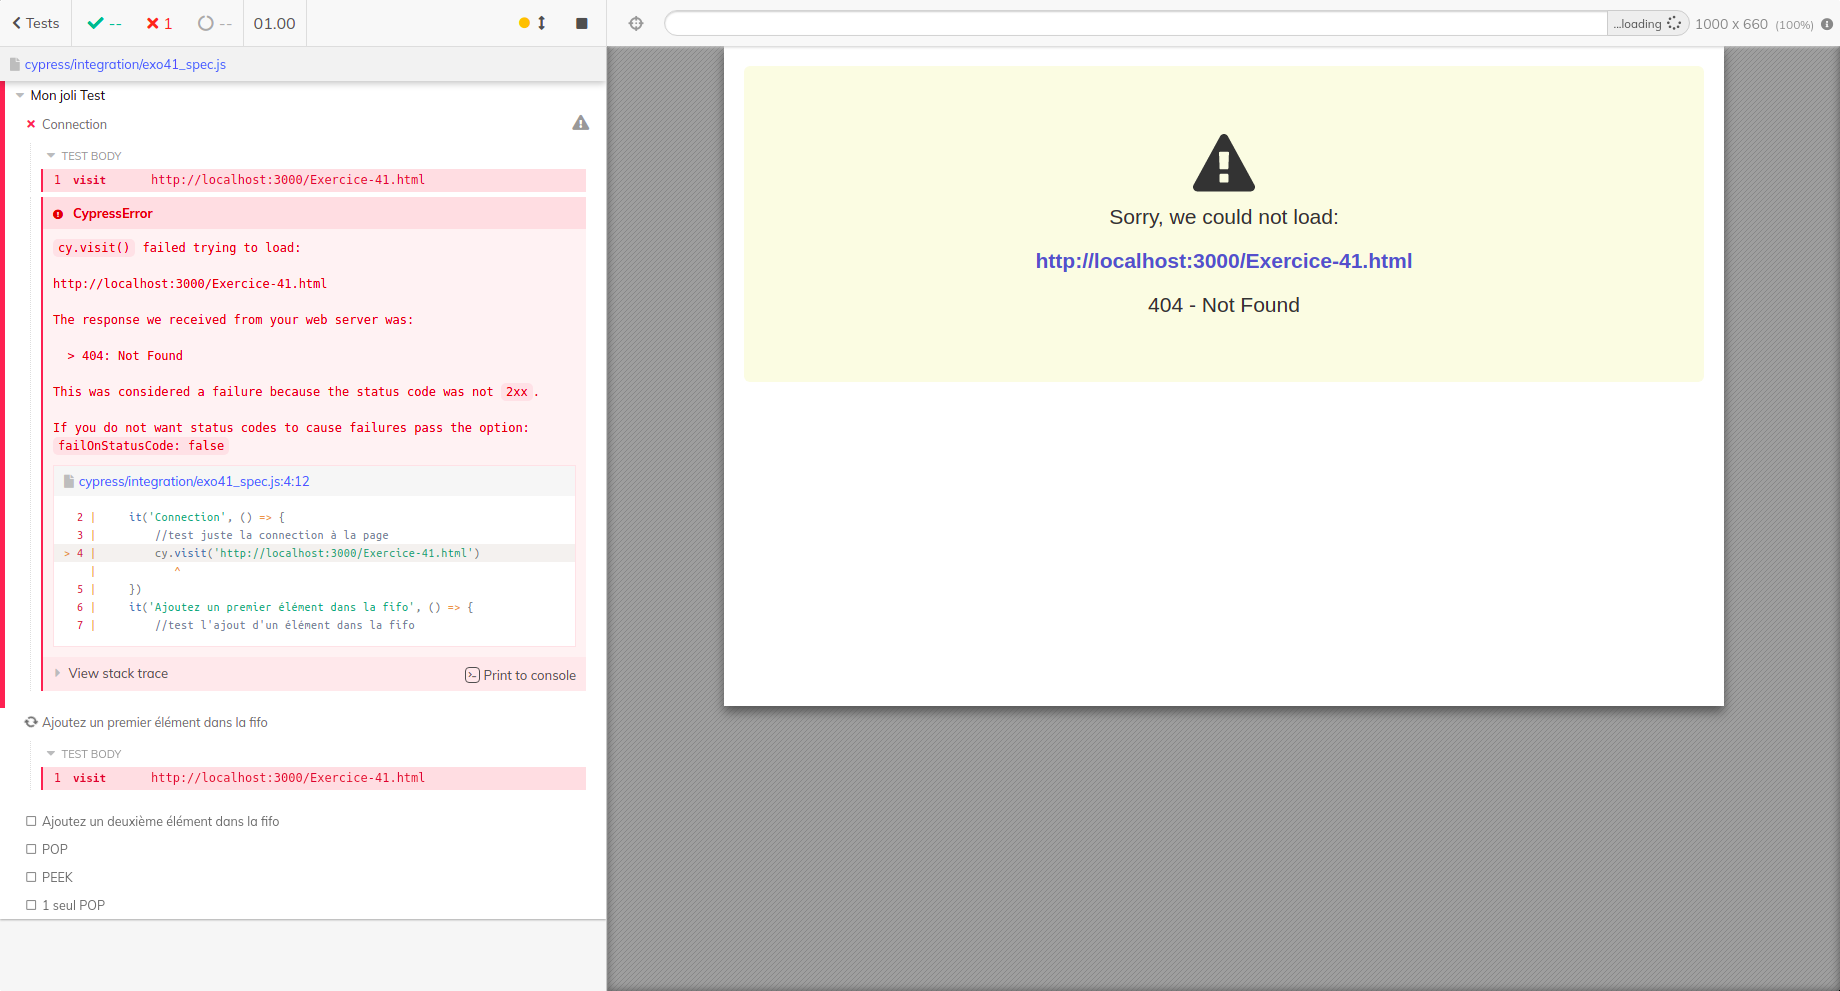 Tests -- 1 -- 01.00
...loading 1000 x 660 (100%)
cypress/integration/exo41_spec.js
Mon joli Test
Connection
TEST BODY
1 visit http://localhost:3000/Exercice-41.html
CypressError
cy.visit() failed trying to load:
http://localhost:3000/Exercice-41.html
The response we received from your web server was:
> 404: Not Found
This was considered a failure because the status code was not 2xx.
If you do not want status codes to cause failures pass the option:
failOnStatusCode: false
cypress/integration/exo41_spec.js:4:12
2 | it('Connection', () => {
3 | //test juste la connection à la page
> 4 | cy.visit('http://localhost:3000/Exercice-41.html')
| ^
5 | })
6 | it('Ajoutez un premier élément dans la fifo', () => {
7 | //test l'ajout d'un élément dans la fifo
View stack trace Print to console
Ajoutez un premier élément dans la fifo
TEST BODY
1 visit http://localhost:3000/Exercice-41.html
Ajoutez un deuxième élément dans la fifo
POP
PEEK
1 seul POP
Sorry, we could not load:
http://localhost:3000/Exercice-41.html
404 - Not Found